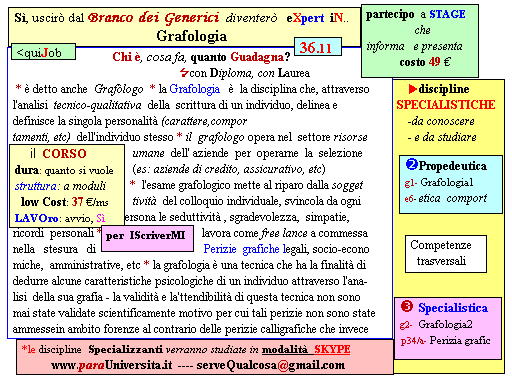 Sì, uscirò dal Branco dei Generici diventerò eXpert iN..
Grafologia
36.11
<quiJob
partecipo a STAGE
che
informa e presenta
costo 49 €
Chi è, cosa fa, quanto Guadagna?
con Diploma, con Laurea
* è detto anche Grafologo * la Grafologia è la disciplina che, attraverso
l'analisi tecnico-qualitativa della scrittura di un individuo, delinea e
definisce la singola personalità (carattere,compor
tamenti, etc) dell'individuo stesso * il grafologo opera nel settore risorse
umane dell' aziende per operarne la selezione
(es: aziende di credito, assicurativo, etc)
* l'esame grafologico mette al riparo dalla sogget
tività del colloquio individuale, svincola da ogni
persona le seduttività , sgradevolezza, simpatie,
ricordi personali * lavora come free lance a commessa
nella stesura di Perizie grafiche legali, socio-econo
miche, amministrative, etc * la grafologia è una tecnica che ha la finalità di
dedurre alcune caratteristiche psicologiche di un individuo attraverso l'ana-
lisi della sua grafia - la validità e la'ttendibilità di questa tecnica non sono
mai state validate scientificamente motivo per cui tali perizie non sono state
ammessein ambito forense al contrario delle perizie calligrafiche che invece
il CORSO
dura: quanto si vuole
struttura: a moduli
low Cost: 37 €/ms
LAVOro: avvio, Sì
per IScriverMI
discipline
SPECIALISTICHE
-da conoscere
- e da studiare
2Propedeutica
g1- Grafologia1
e6-etica comport
Competenze
trasversali
3 Specialistica
g2- Grafologia2
p34/a- Perizia grafic
*le discipline Specializzanti verranno studiate in modalità SKYPE
www.paraUniversita.it ---- serveQualcosa@gmail.com